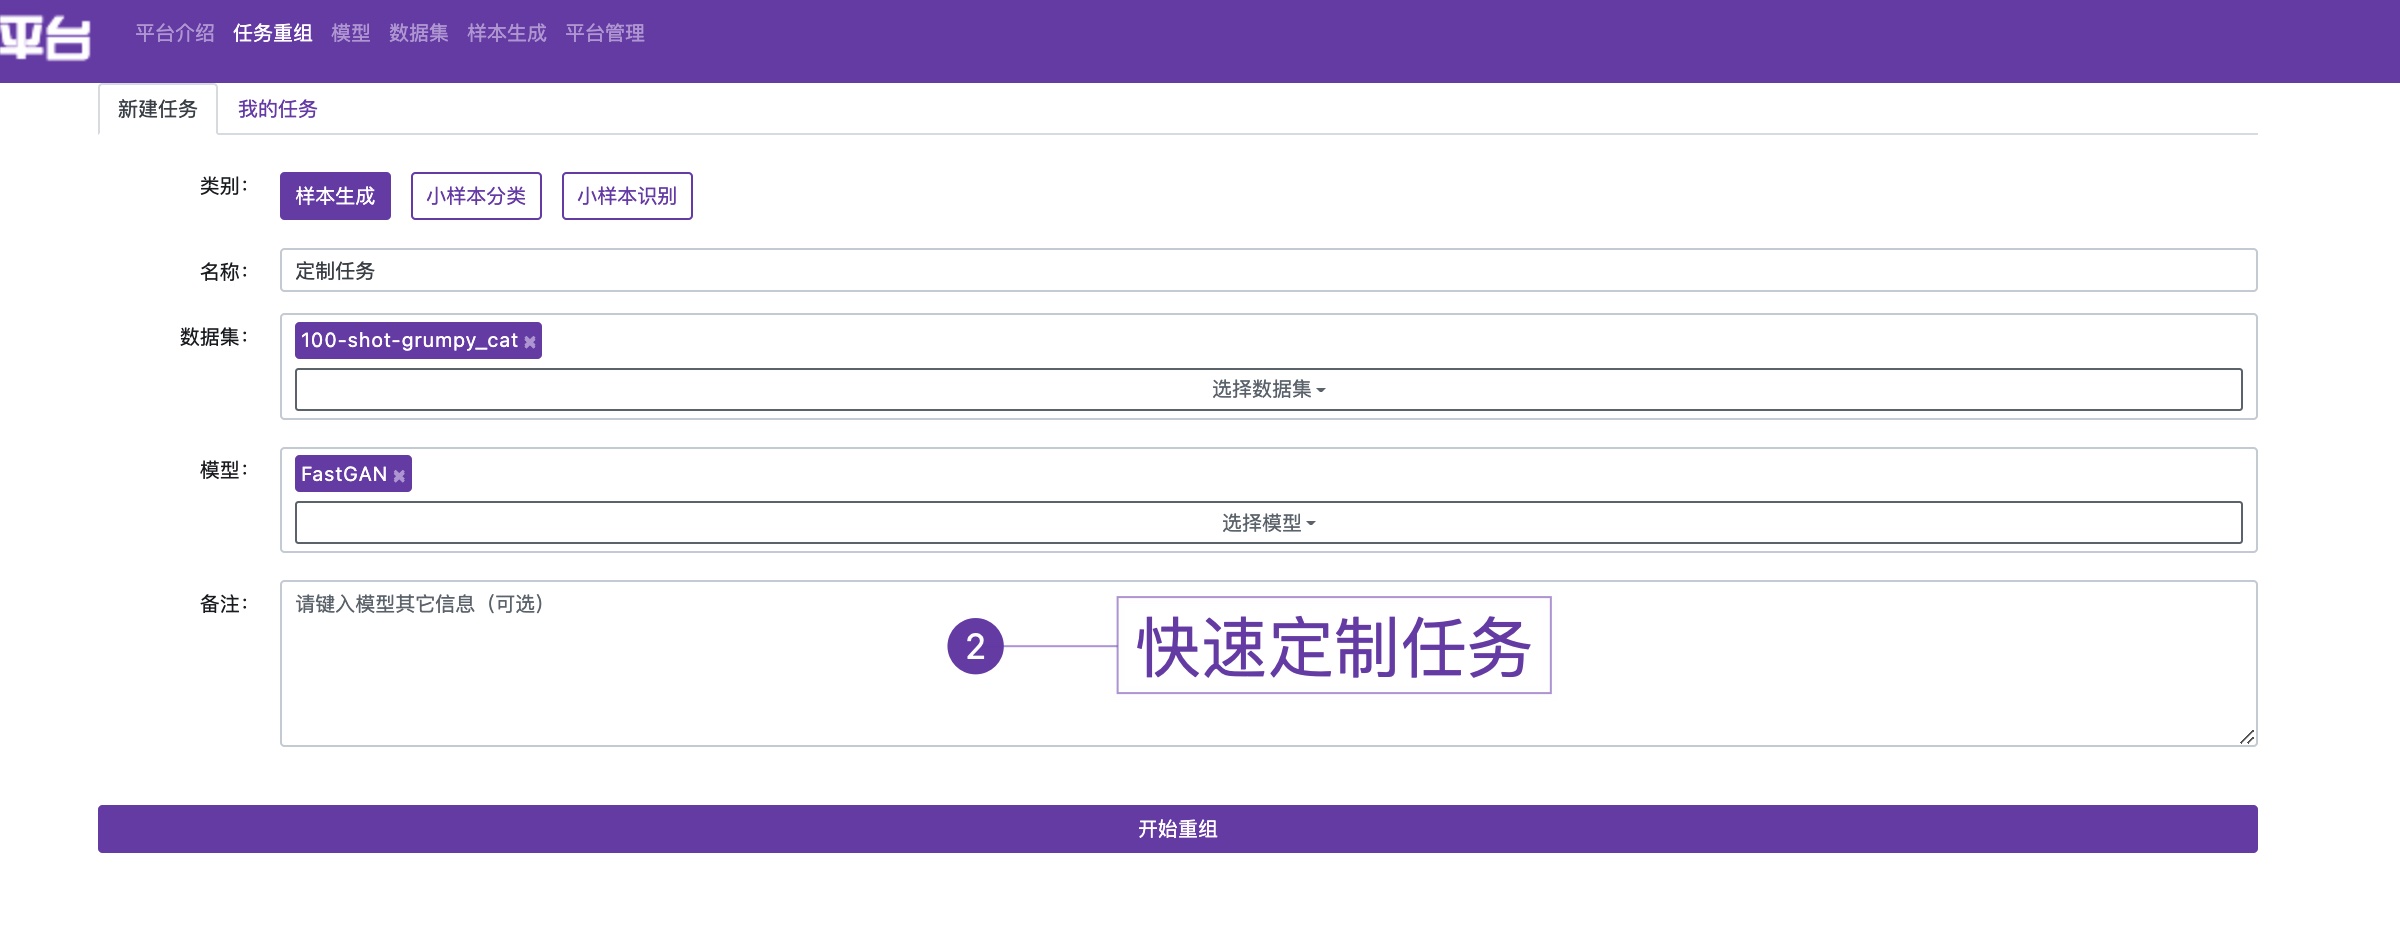 平台 平台介绍 任务重组 模型 数据集 样本生成 平台管理
新建任务 我的任务
类别： 样本生成 小样本分类 小样本识别
名称： 定制任务
数据集： 100-shot-grumpy_cat ×
选择数据集
模型： FastGAN ×
选择模型
备注： 请键入模型其它信息（可选）
2 快速定制任务
开始重组